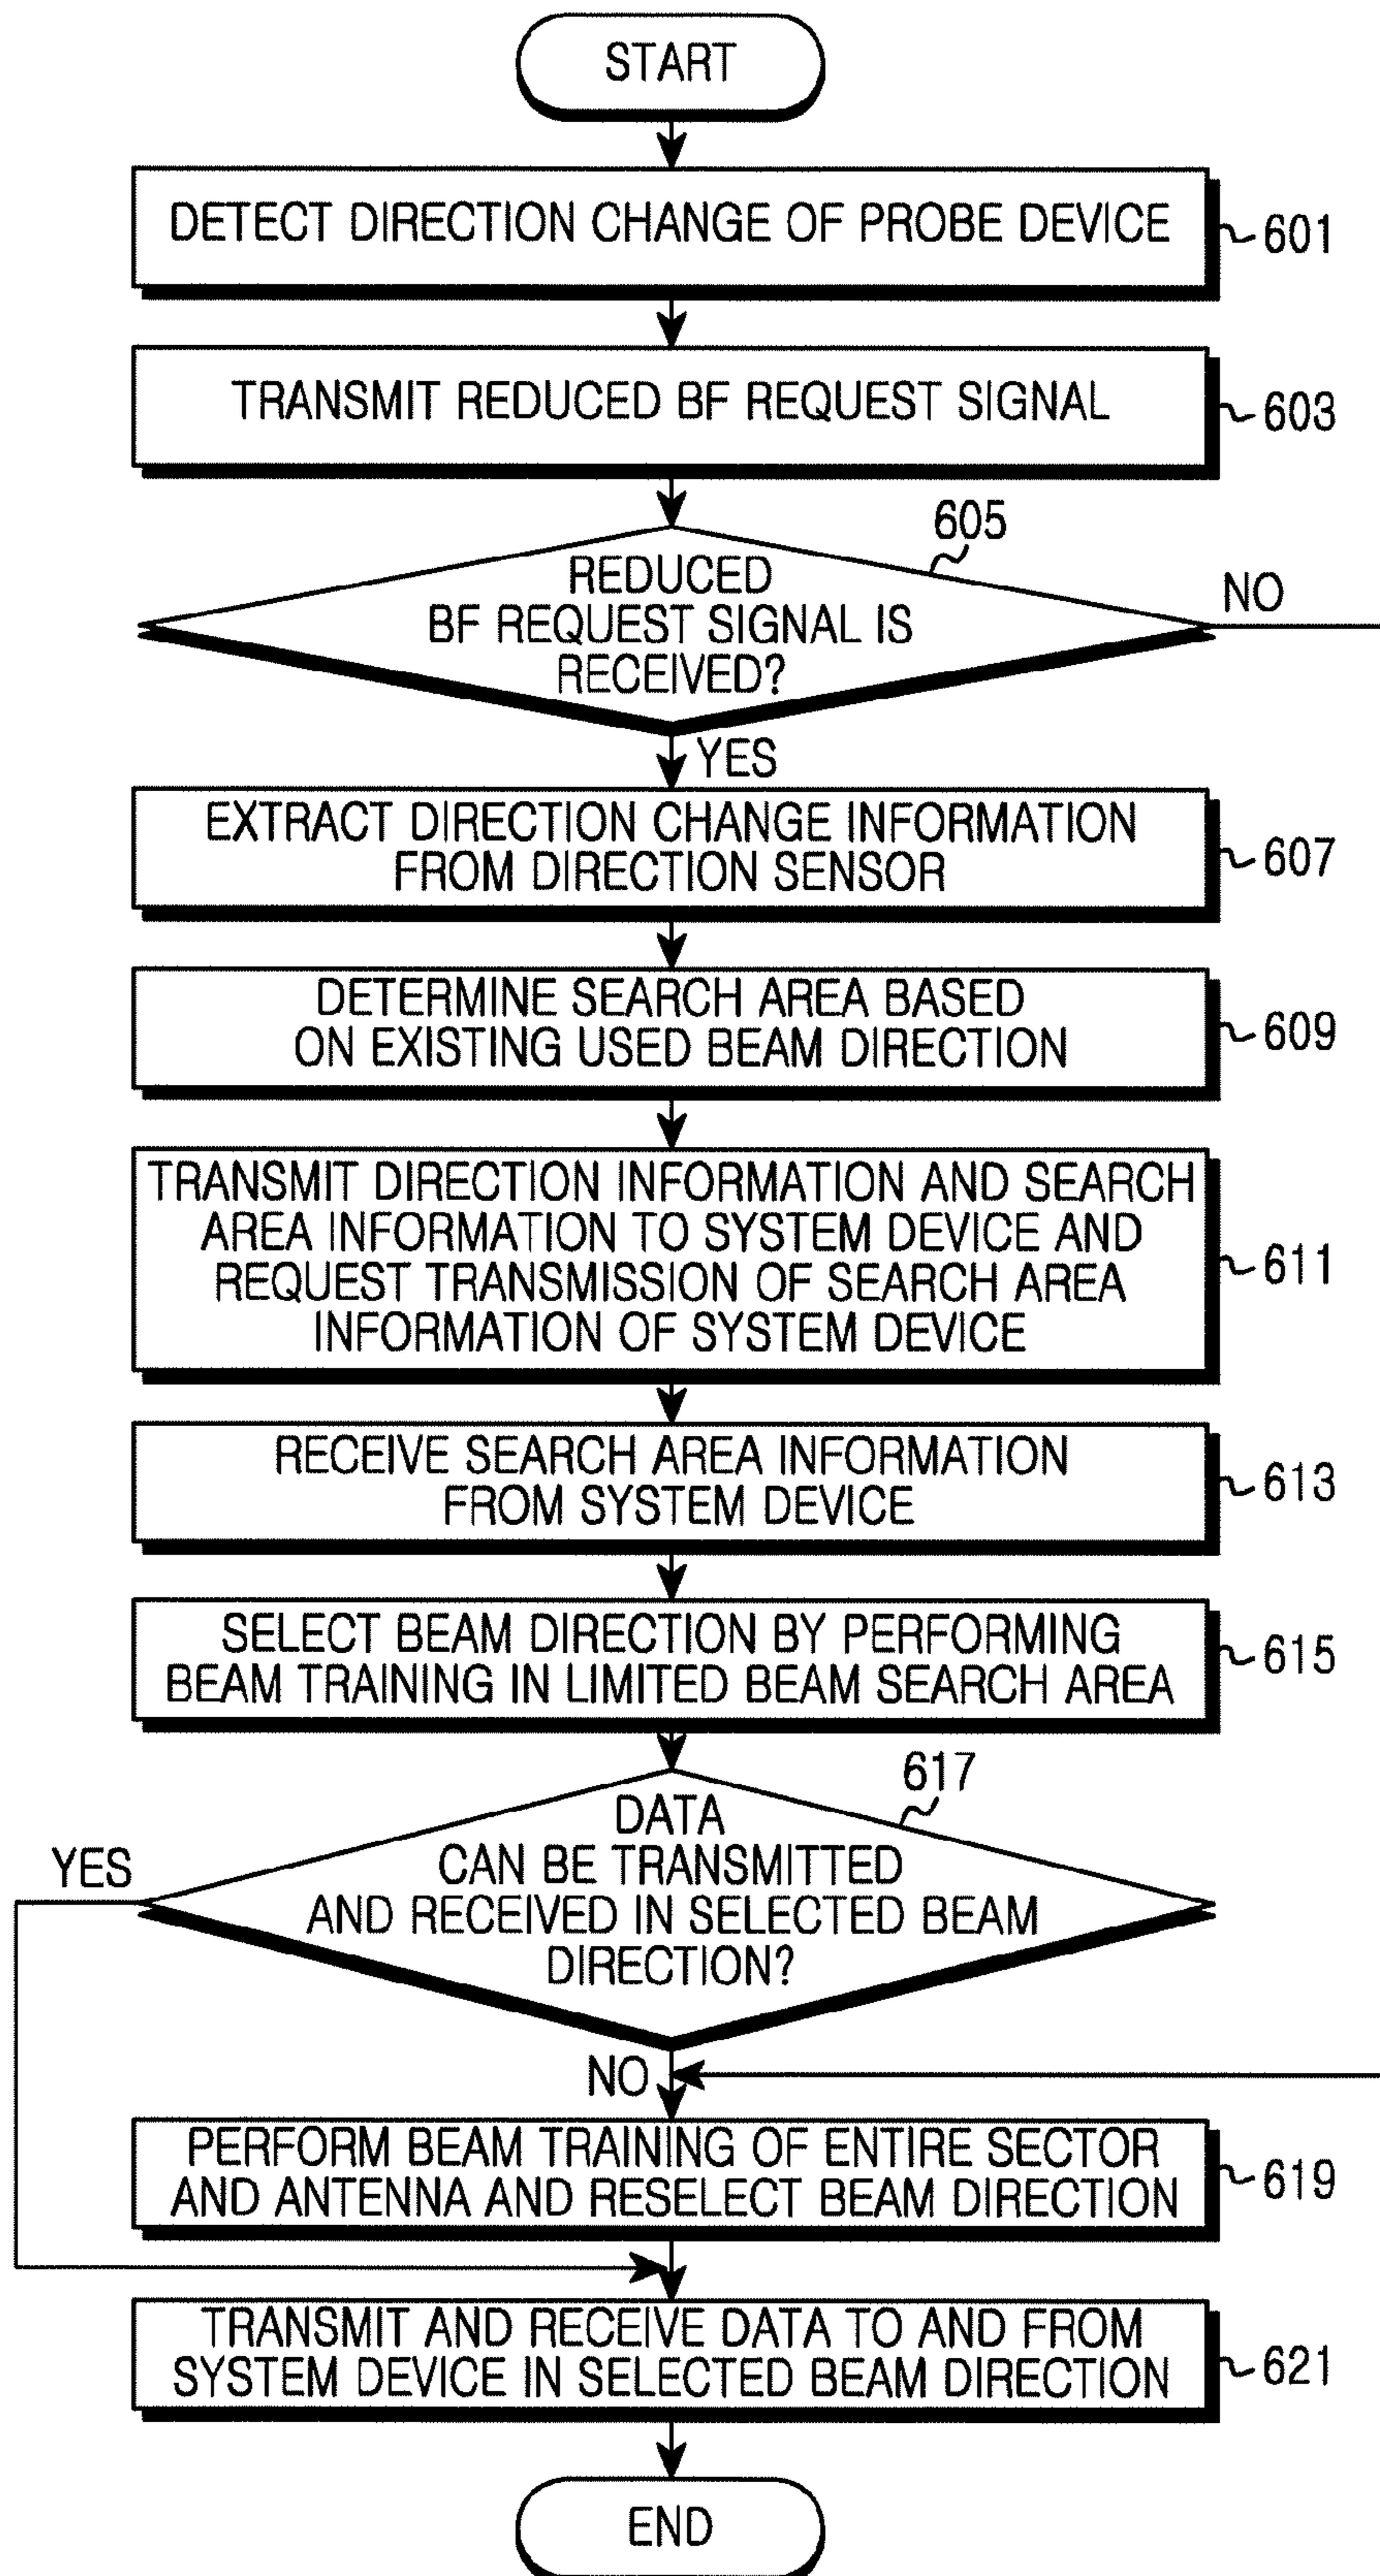 START
DETECT DIRECTION CHANGE OF PROBE DEVICE
601
TRANSMIT REDUCED BF REQUEST SIGNAL
603
605
REDUCED
BF REQUEST SIGNAL IS
RECEIVED?
NO
YES
EXTRACT DIRECTION CHANGE INFORMATION
FROM DIRECTION SENSOR
607
DETERMINE SEARCH AREA BASED
ON EXISTING USED BEAM DIRECTION
609
TRANSMIT DIRECTION INFORMATION AND SEARCH
AREA INFORMATION TO SYSTEM DEVICE AND
REQUEST TRANSMISSION OF SEARCH AREA
INFORMATION OF SYSTEM DEVICE
611
RECEIVE SEARCH AREA INFORMATION
FROM SYSTEM DEVICE
613
SELECT BEAM DIRECTION BY PERFORMING
BEAM TRAINING IN LIMITED BEAM SEARCH AREA
615
617
DATA
CAN BE TRANSMITTED
AND RECEIVED IN SELECTED BEAM
DIRECTION?
YES
NO
PERFORM BEAM TRAINING OF ENTIRE SECTOR
AND ANTENNA AND RESELECT BEAM DIRECTION
619
TRANSMIT AND RECEIVE DATA TO AND FROM
SYSTEM DEVICE IN SELECTED BEAM DIRECTION
621
END